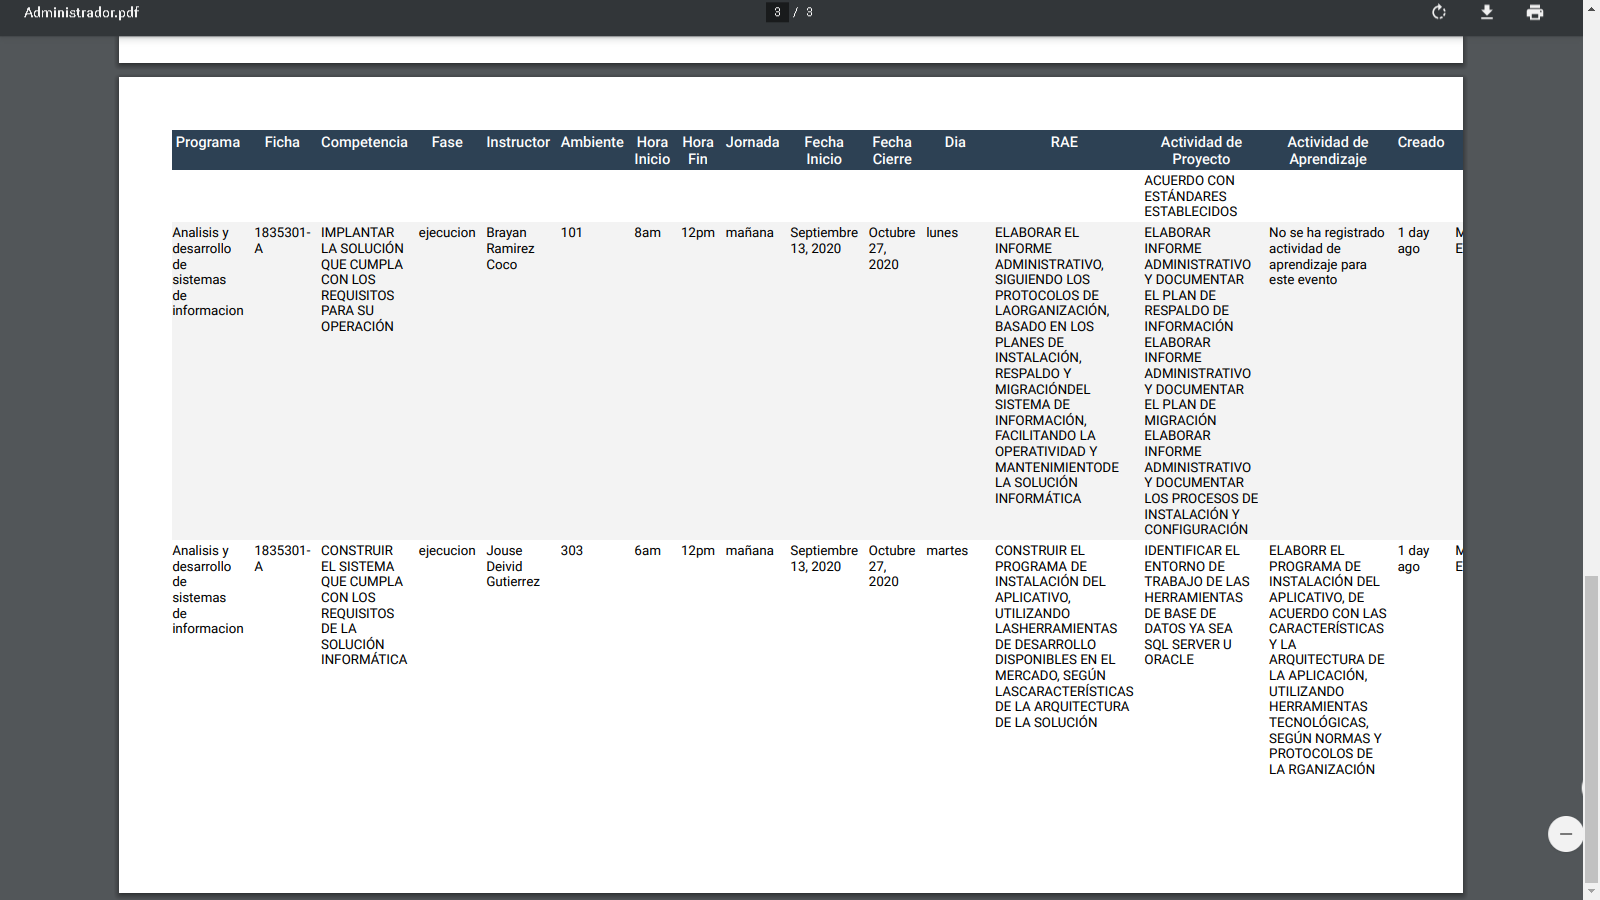 Administrador.pdf
3 / 3
Programa Ficha Competencia Fase Instructor Ambiente Hora Inicio Hora Fin Jornada Fecha Inicio Fecha Cierre Dia RAE Actividad de Proyecto Actividad de Aprendizaje Creado
ACUERDO CON
ESTÁNDARES
ESTABLECIDOS
Analisis y
desarrollo
de
sistemas
de
informacion
1835301-
A
IMPLANTAR
LA SOLUCIÓN
QUE CUMPLA
CON LOS
REQUISITOS
PARA SU
OPERACIÓN
ejecucion
Brayan
Ramirez
Coco
101
8am
12pm
mañana
Septiembre
13, 2020
Octubre
27,
2020
lunes
ELABORAR EL
INFORME
ADMINISTRATIVO,
SIGUIENDO LOS
PROTOCOLOS DE
LAORGANIZACIÓN,
BASADO EN LOS
PLANES DE
INSTALACIÓN,
RESPALDO Y
MIGRACIÓNDEL
SISTEMA DE
INFORMACIÓN,
FACILITANDO LA
OPERATIVIDAD Y
MANTENIMIENTODE
LA SOLUCIÓN
INFORMÁTICA
ELABORAR
INFORME
ADMINISTRATIVO
Y DOCUMENTAR
EL PLAN DE
RESPALDO DE
INFORMACIÓN
ELABORAR
INFORME
ADMINISTRATIVO
Y DOCUMENTAR
EL PLAN DE
MIGRACIÓN
ELABORAR
INFORME
ADMINISTRATIVO
Y DOCUMENTAR
LOS PROCESOS DE
INSTALACIÓN Y
CONFIGURACIÓN
No se ha registrado
actividad de
aprendizaje para
este evento
1 day
ago
Analisis y
desarrollo
de
sistemas
de
informacion
1835301-
A
CONSTRUIR
EL SISTEMA
QUE CUMPLA
CON LOS
REQUISITOS
DE LA
SOLUCIÓN
INFORMÁTICA
ejecucion
Jouse
Deivid
Gutierrez
303
6am
12pm
mañana
Septiembre
13, 2020
Octubre
27,
2020
martes
CONSTRUIR EL
PROGRAMA DE
INSTALACIÓN DEL
APLICATIVO,
UTILIZANDO
LASHERRAMIENTAS
DE DESARROLLO
DISPONIBLES EN EL
MERCADO, SEGÚN
LASCARACTERÍSTICAS
DE LA ARQUITECTURA
DE LA SOLUCIÓN
IDENTIFICAR EL
ENTORNO DE
TRABAJO DE LAS
HERRAMIENTAS
DE BASE DE
DATOS YA SEA
SQL SERVER U
ORACLE
ELABORR EL
PROGRAMA DE
INSTALACIÓN DEL
APLICATIVO, DE
ACUERDO CON LAS
CARACTERÍSTICAS
Y LA
ARQUITECTURA DE
LA APLICACIÓN,
UTILIZANDO
HERRAMIENTAS
TECNOLÓGICAS,
SEGÚN NORMAS Y
PROTOCOLOS DE
LA RGANIZACIÓN
1 day
ago